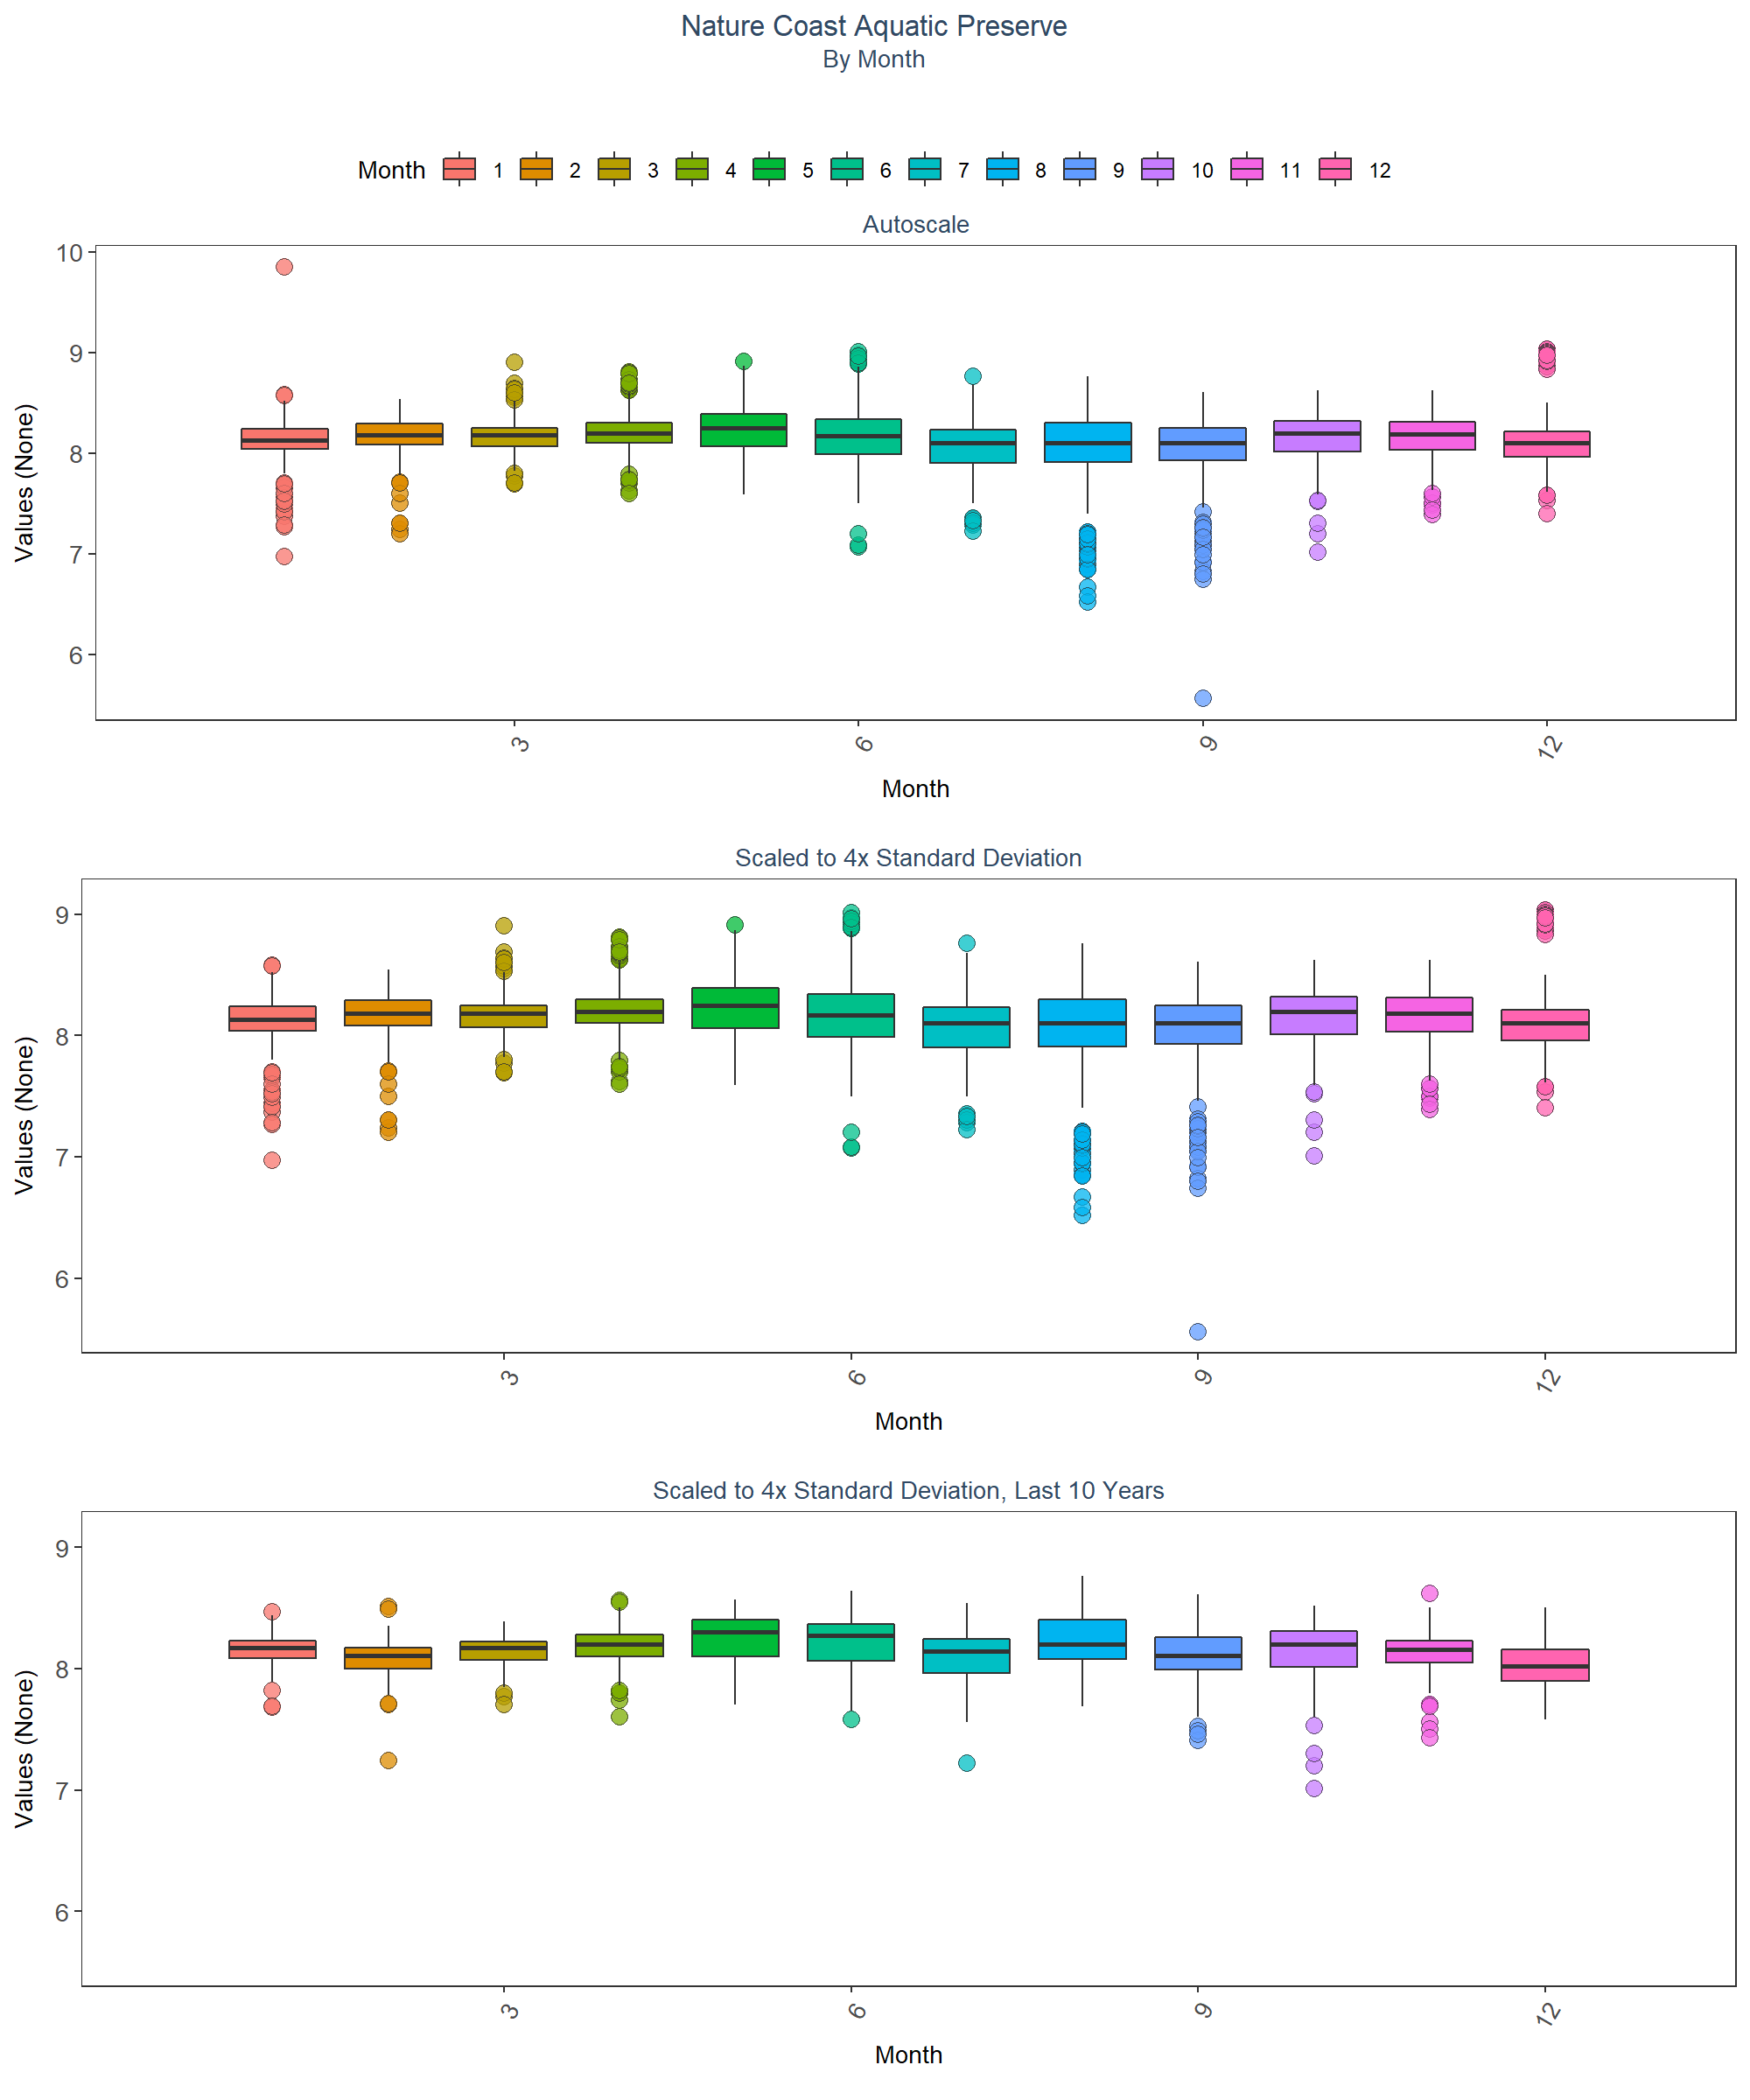 Nature Coast Aquatic Preserve
By Month
Month 1 2 3 4 5 6 7 8 9 10 11 12
Autoscale
10
9
8
7
6
Values (None)
3 6 9 12
Month
Scaled to 4x Standard Deviation
9
8
7
6
Values (None)
3 6 9 12
Month
Scaled to 4x Standard Deviation, Last 10 Years
9
8
7
6
Values (None)
3 6 9 12
Month